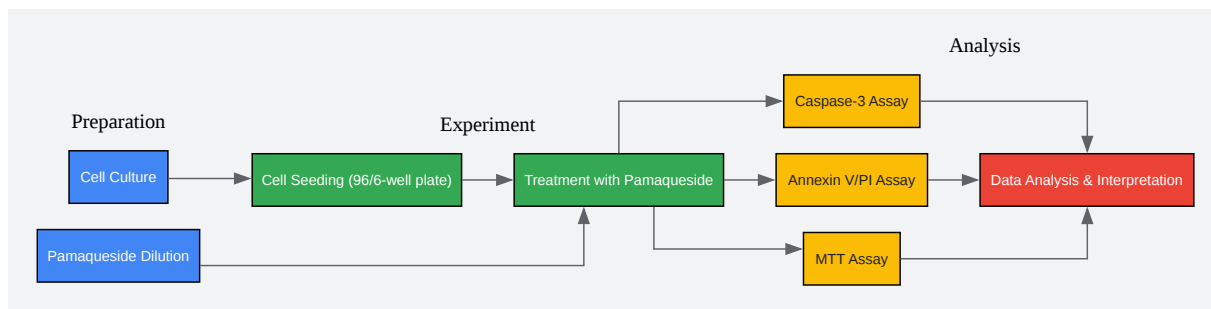 Preparation
Cell Culture
Pamaqueside Dilution
Experiment
Cell Seeding (96/6-well plate)
Treatment with Pamaqueside
Analysis
Caspase-3 Assay
Annexin V/PI Assay
MTT Assay
Data Analysis & Interpretation